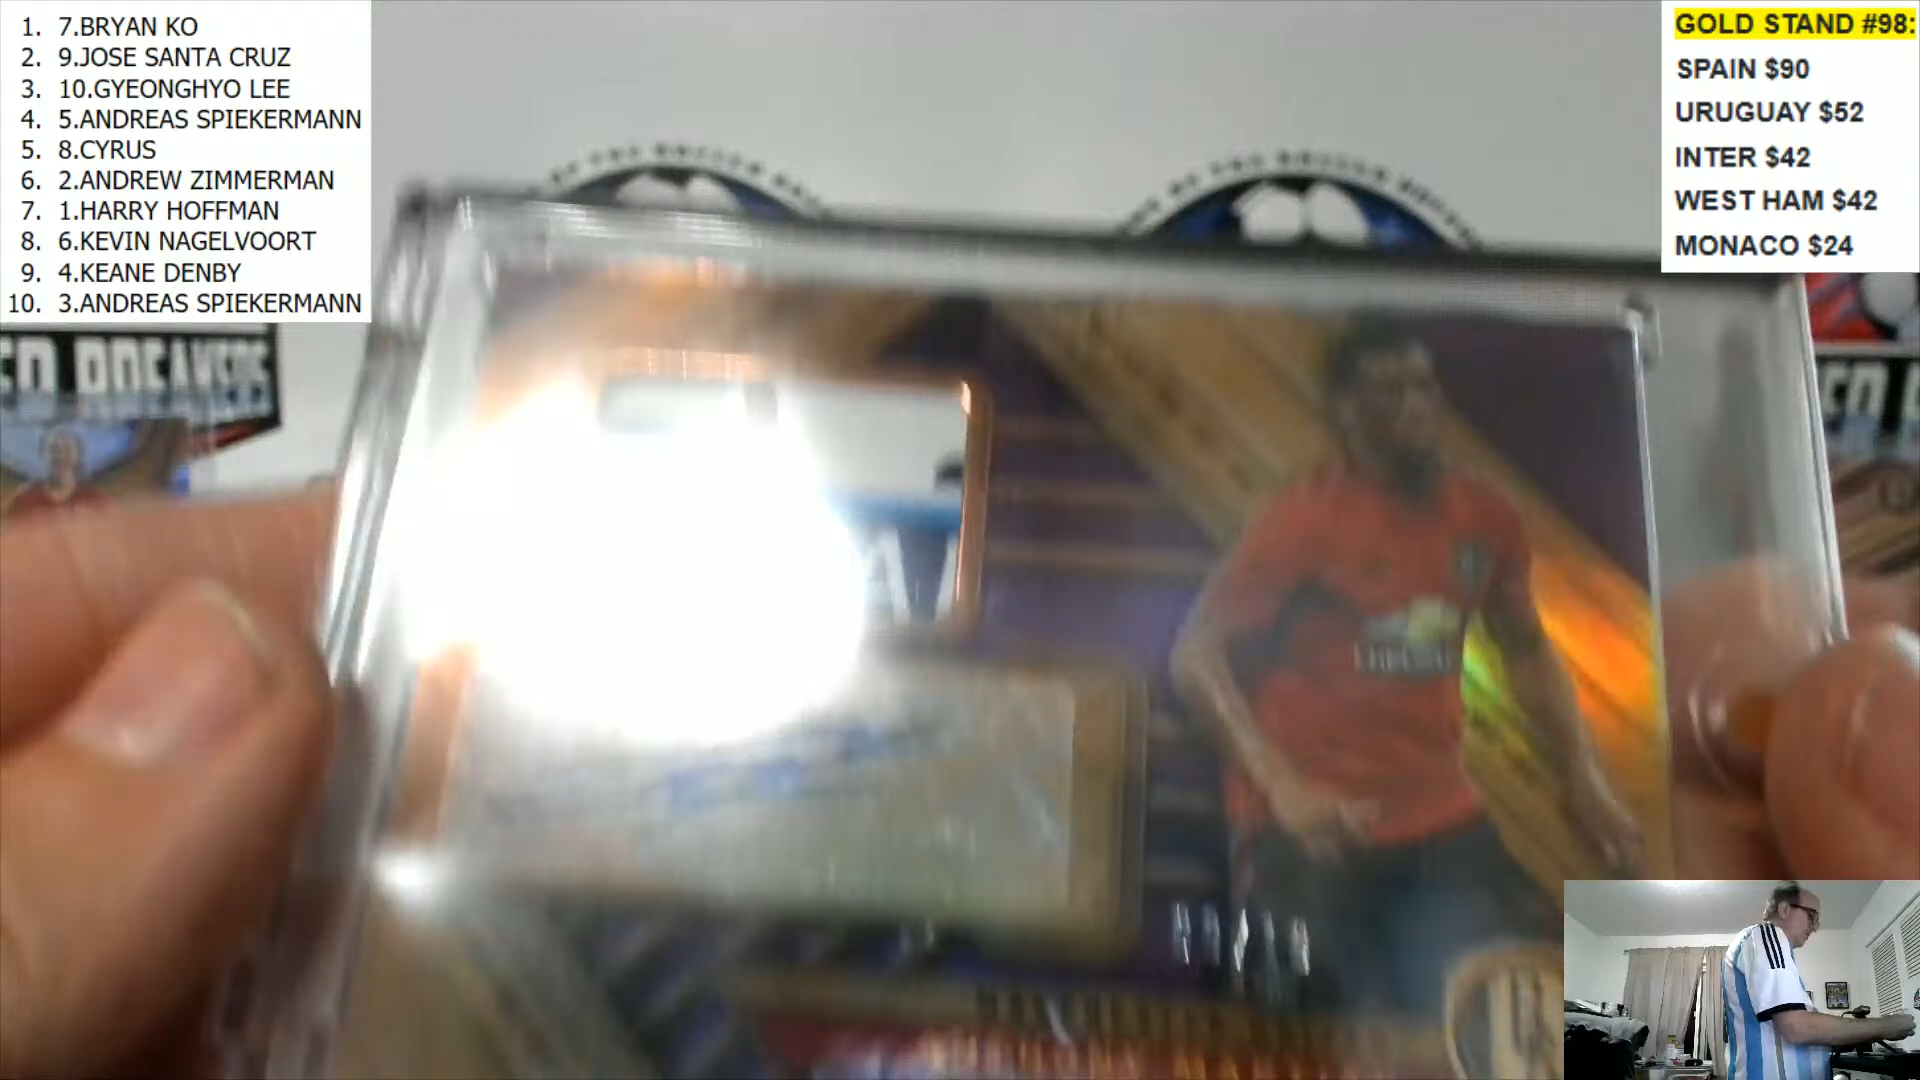 1. 7.BRYAN KO
2. 9.JOSE SANTA CRUZ
3. 10.GYEONGHYO LEE
4. 5.ANDREAS SPIEKERMANN
5. 8.CYRUS
6. 2.ANDREW ZIMMERMAN
7. 1.HARRY HOFFMAN
8. 6.KEVIN NAGELVOORT
9. 4.KEANE DENBY
10. 3.ANDREAS SPIEKERMANN
GOLD STAND #98:
SPAIN $90
URUGUAY $52
INTER $42
WEST HAM $42
MONACO $24
BREAKERS